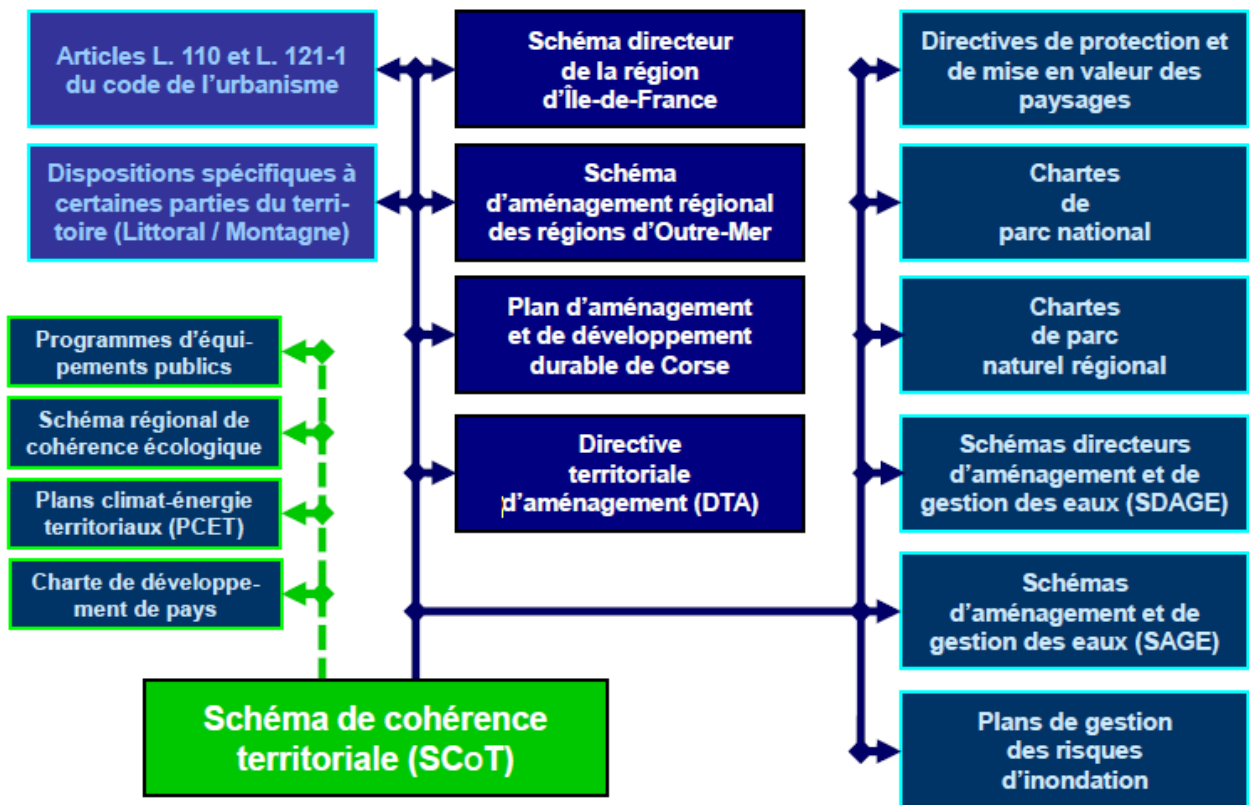 Articles L. 110 et L. 121-1
du code de l'urbanisme
Schéma directeur
de la région
d'Île-de-France
Directives de protection et
de mise en valeur des
paysages
Dispositions spécifiques à
certaines parties du terri-
toire (Littoral / Montagne)
Schéma
d'aménagement régional
des régions d'Outre-Mer
Chartes
de
parc national
Programmes d'équi-
pements publics
Plan d'aménagement
et de développement
durable de Corse
Chartes
de parc
naturel régional
Schéma régional de
cohérence écologique
Directive
territoriale
d'aménagement (DTA)
Schémas directeurs
d'aménagement et de
gestion des eaux (SDAGE)
Plans climat-énergie
territoriaux (PCET)
Charte de développe-
ment de pays
Schémas
d'aménagement et de
gestion des eaux (SAGE)
Schéma de cohérence
territoriale (SCoT)
Plans de gestion
des risques
d'inondation